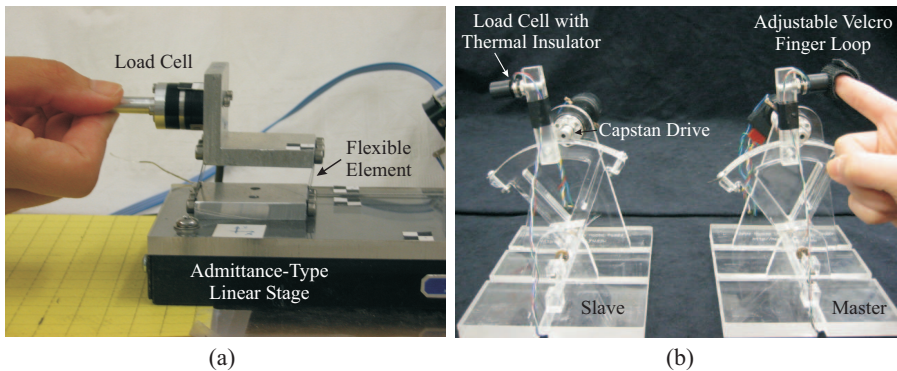 Load Cell
Flexible
Element
Admittance-Type
Linear Stage
(a)
Load Cell with
Thermal Insulator
Adjustable Velcro
Finger Loop
Capstan Drive
Slave
Master
(b)